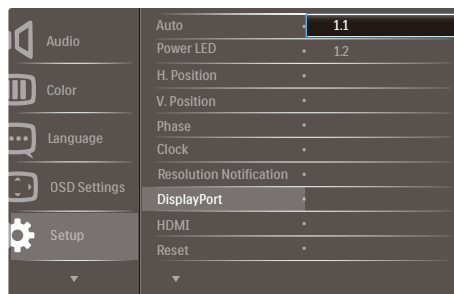 Audio
Color
Language
OSD Settings
Setup
Auto
Power LED
H. Position
V. Position
Phase
Clock
Resolution Notification
DisplayPort
HDMI
Reset
1.1
1.2